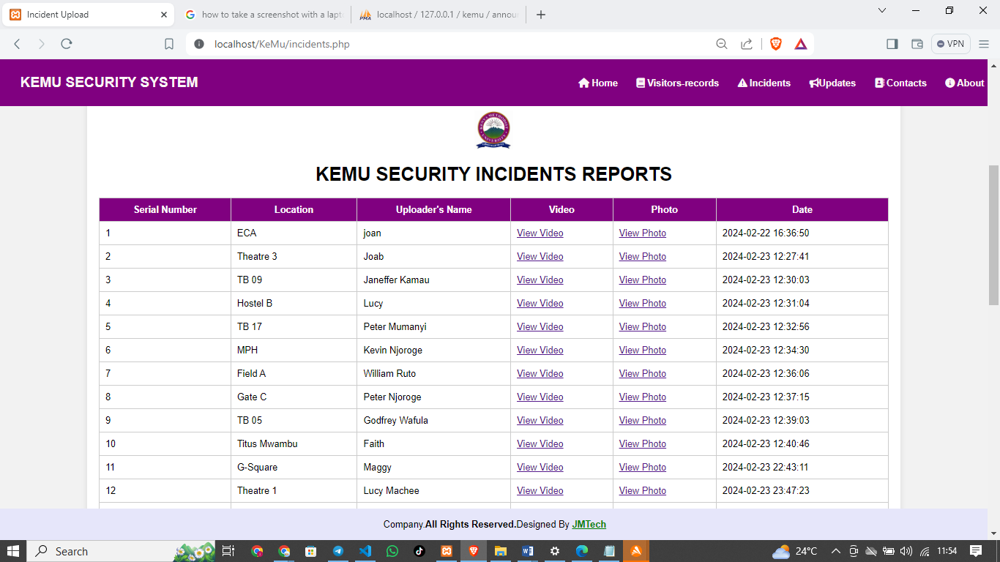 Incident Upload
how to take a screenshot with a lapt
localhost / 127.0.0.1 / kemu / annou
localhost/KeMu/incidents.php
VPN
KEMU SECURITY SYSTEM
Home Visitors-records Incidents Updates Contacts About
KENYA METHODIST UNIVERSITY
KEMU SECURITY INCIDENTS REPORTS
Serial Number Location Uploader's Name Video Photo Date
1 ECA joan View Video View Photo 2024-02-22 16:36:50
2 Theatre 3 Joab View Video View Photo 2024-02-23 12:27:41
3 TB 09 Janeffer Kamau View Video View Photo 2024-02-23 12:30:03
4 Hostel B Lucy View Video View Photo 2024-02-23 12:31:04
5 TB 17 Peter Mumanyi View Video View Photo 2024-02-23 12:32:56
6 MPH Kevin Njoroge View Video View Photo 2024-02-23 12:34:30
7 Field A William Ruto View Video View Photo 2024-02-23 12:36:06
8 Gate C Peter Njoroge View Video View Photo 2024-02-23 12:37:15
9 TB 05 Godfrey Wafula View Video View Photo 2024-02-23 12:39:03
10 Titus Mwambu Faith View Video View Photo 2024-02-23 12:40:46
11 G-Square Maggy View Video View Photo 2024-02-23 22:43:11
12 Theatre 1 Lucy Machee View Video View Photo 2024-02-23 23:47:23
Company.All Rights Reserved.Designed By JMTech
Search
24°C
11:54